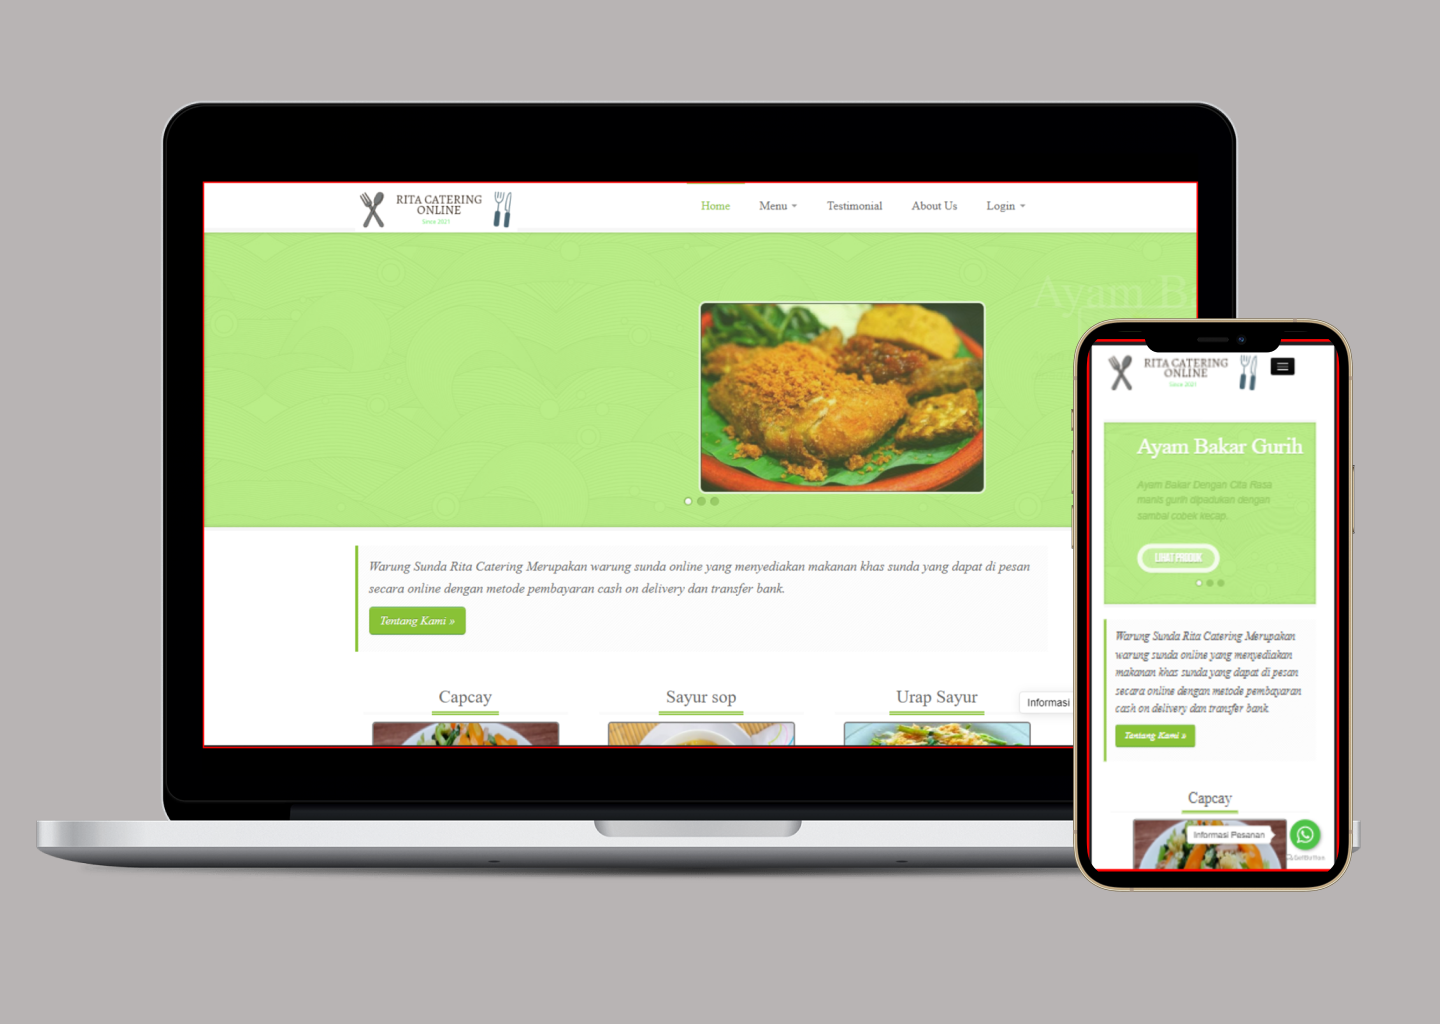 RITA CATERING
ONLINE
Since 2021
Home
Menu
Testimonial
About Us
Login
Ayam Ba
Warung Sunda Rita Catering Merupakan warung sunda online yang menyediakan makanan khas sunda yang dapat di pesan
secara online dengan metode pembayaran cash on delivery dan transfer bank.
Tentang Kami »
Capcay
Sayur sop
Urap Sayur
Informasi
RITA CATERING
ONLINE
Since 2021
Ayam Bakar Gurih
Ayam Bakar Dengan Cita Rasa
manis gurih dipadukan dengan
sambal cobek kecap.
LIHAT PRODUK
Warung Sunda Rita Catering Merupakan
warung sunda online yang menyediakan
makanan khas sunda yang dapat di pesan
secara online dengan metode pembayaran
cash on delivery dan transfer bank.
Tentang Kami »
Capcay
Informasi Pesanan
GetButton